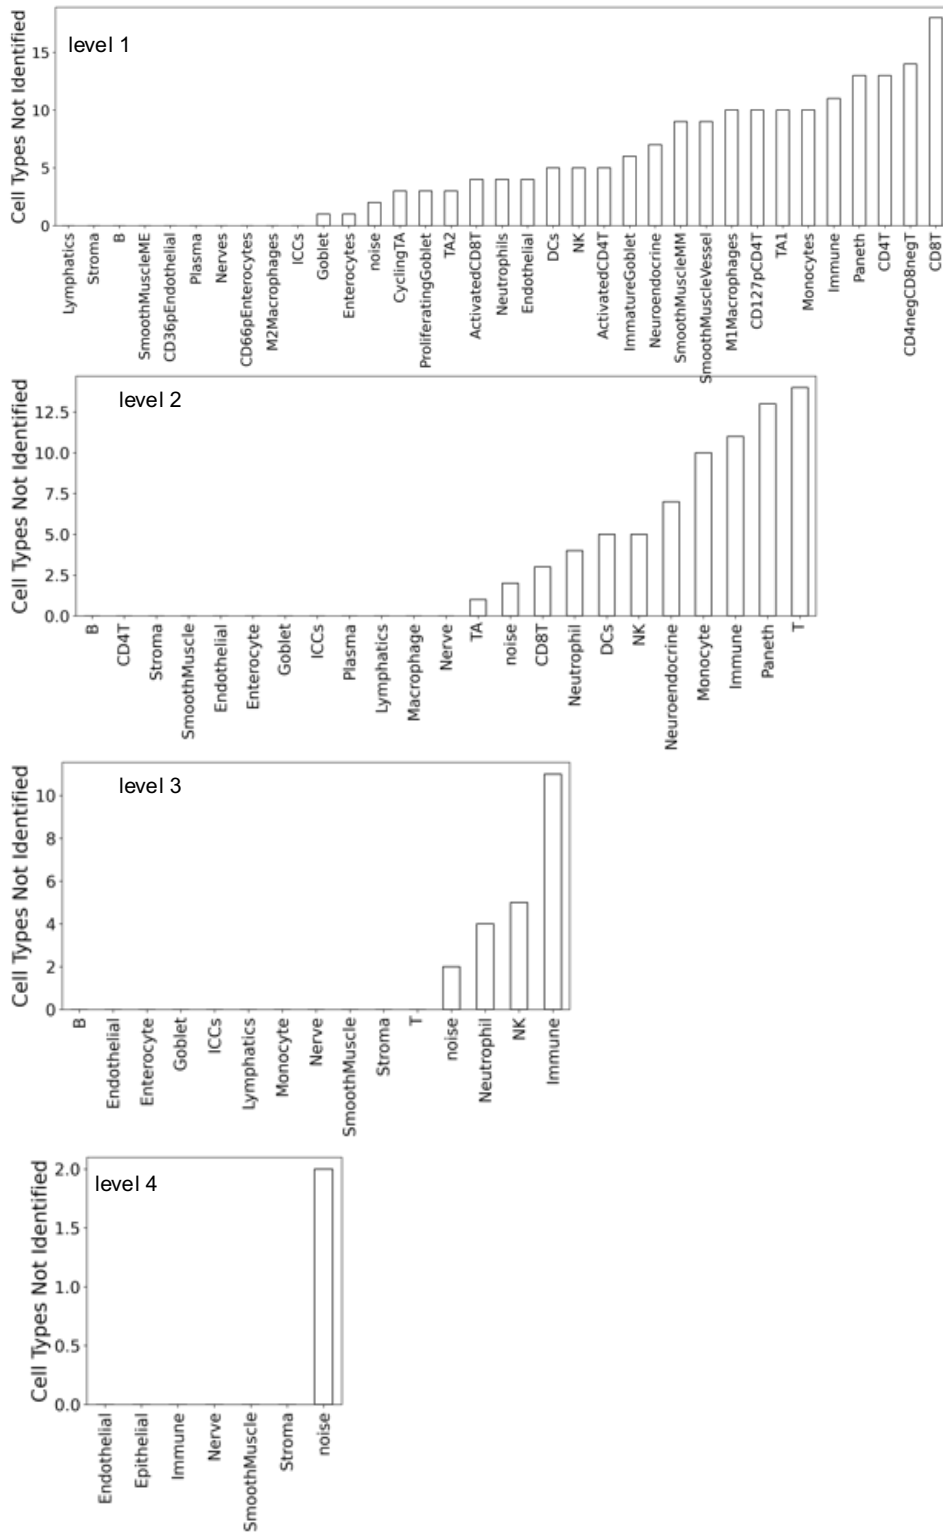 level 1
Cell Types Not Identified
15
10
5
0
Lymphatics
Stroma
B
SmoothMuscleME
CD36pEndothelial
Plasma
Nerves
CD66pEnterocytes
M2Macrophages
ICCs
Goblet
Enterocytes
noise
CyclingTA
ProliferatingGoblet
TA2
ActivatedCD8T
Neutrophils
Endothelial
DCs
NK
ActivatedCD4T
ImmatureGoblet
Neuroendocrine
SmoothMuscleMM
SmoothMuscleVessel
M1Macrophages
CD127pCD4T
TA1
Monocytes
Immune
Paneth
CD4T
CD4negCD8negT
CD8T
level 2
Cell Types Not Identified
12.5
10.0
7.5
5.0
2.5
0.0
B
CD4T
Stroma
SmoothMuscle
Endothelial
Enterocyte
Goblet
ICCs
Plasma
Lymphatics
Macrophage
Nerve
TA
noise
CD8T
Neutrophil
DCs
NK
Neuroendocrine
Monocyte
Immune
Paneth
T
level 3
Cell Types Not Identified
10
8
6
4
2
0
B
Endothelial
Enterocyte
Goblet
ICCs
Lymphatics
Monocyte
Nerve
SmoothMuscle
Stroma
T
noise
Neutrophil
NK
Immune
level 4
Cell Types Not Identified
2.0
1.5
1.0
0.5
0.0
Endothelial
Epithelial
Immune
Nerve
SmoothMuscle
Stroma
noise